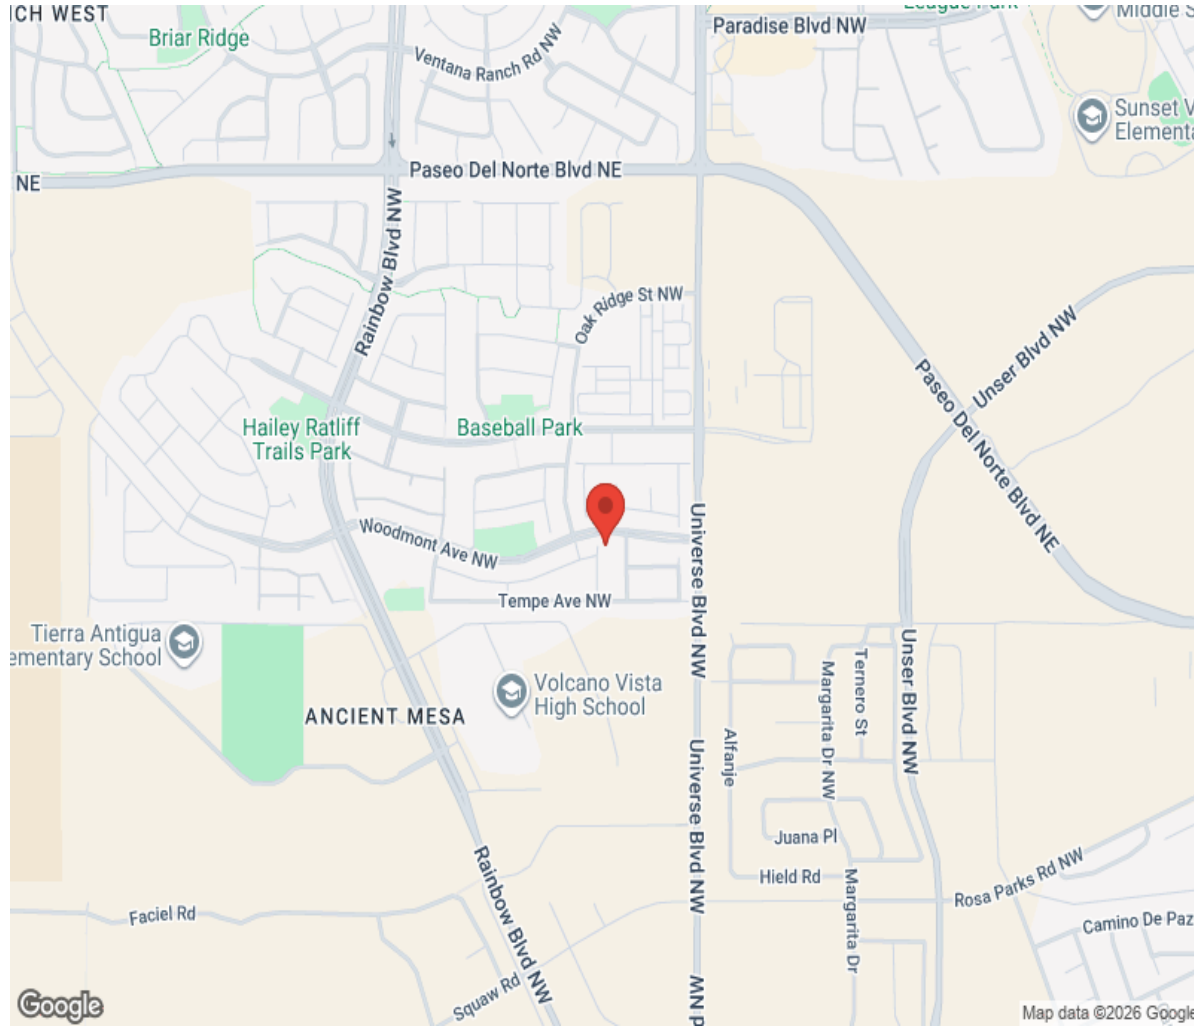 ICH WEST
Briar Ridge
Ventana Ranch Rd NW
Paradise Blvd NW
League Park
Middle S
Sunset V
Elementa
NE
Paseo Del Norte Blvd NE
Rainbow Blvd NW
Oak Ridge St NW
Unser Blvd NW
Paseo Del Norte Blvd NE
Hailey Ratliff
Trails Park
Baseball Park
Woodmont Ave NW
Universe Blvd NW
Tempe Ave NW
Tierra Antigua
ementary School
Volcano Vista
High School
ANCIENT MESA
Unser Blvd NW
Ternero St
Margarita Dr NW
Alfanje
Universe Blvd NW
Juana Pl
Hield Rd
Rosa Parks Rd NW
Margarita Dr
Camino De Paz
Faciel Rd
Rainbow Blvd NW
Squaw Rd
d NW
Google
Map data ©2026 Google